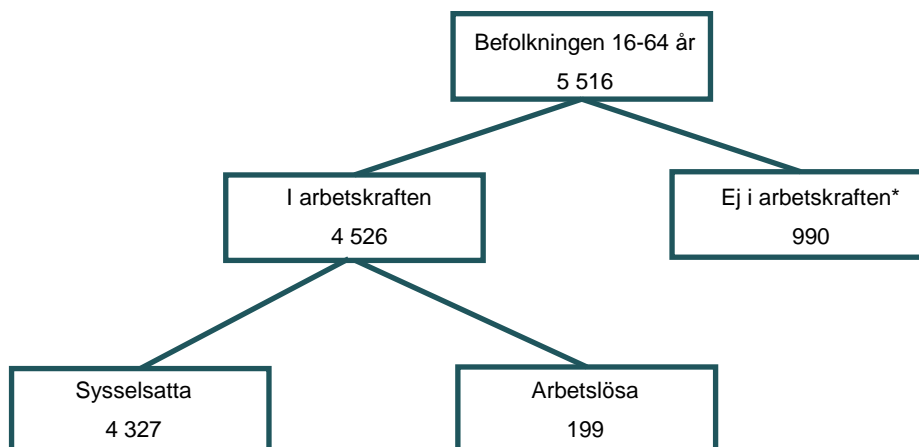 Befolkningen 16-64 år
5 516
I arbetskraften
4 526
Ej i arbetskraften*
990
Sysselsatta
4 327
Arbetslösa
199